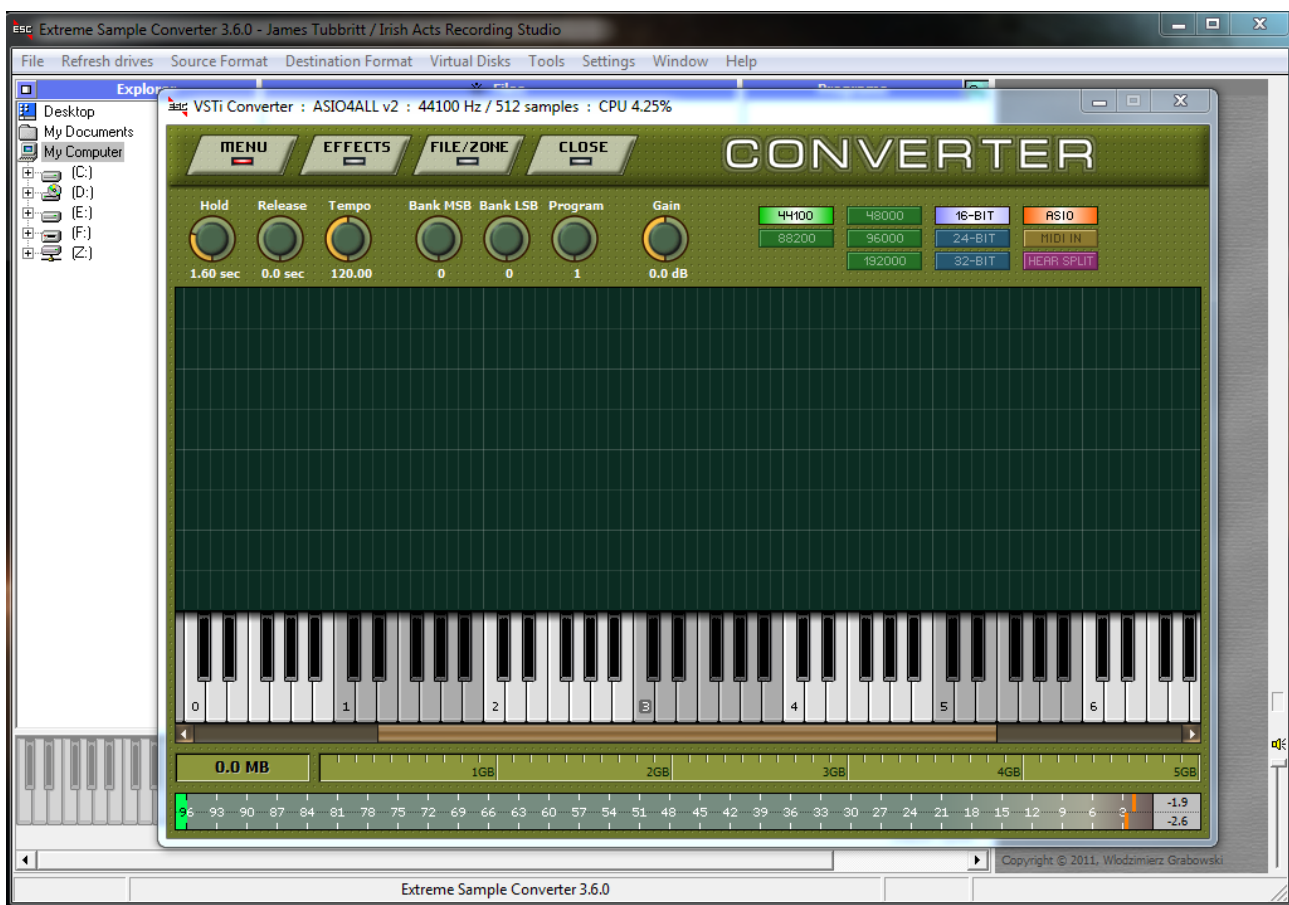 ESC Extreme Sample Converter 3.6.0 - James Tubbritt / Irish Acts Recording Studio
File Refresh drives Source Format Destination Format Virtual Disks Tools Settings Window Help
Desktop
My Documents
My Computer
(C:)
(D:)
(E:)
(F:)
(Z:)
ESC VSTi Converter : ASIO4ALL v2 : 44100 Hz / 512 samples : CPU 4.25%
MENU EFFECTS FILE/ZONE CLOSE CONVERTER
Hold Release Tempo Bank MSB Bank LSB Program Gain
1.60 sec 0.0 sec 120.00 0 0 1 0.0 dB
44100 48000 16-BIT ASIO
88200 96000 24-BIT MIDI IN
192000 32-BIT HEAR SPLIT
0 1 2 3 4 5 6
0.0 MB 1GB 2GB 3GB 4GB 5GB
96 93 90 87 84 81 78 75 72 69 66 63 60 57 54 51 48 45 42 39 36 33 30 27 24 21 18 15 12 9 6 3
-1.9
-2.6
Copyright © 2011, Wlodzimierz Grabowski
Extreme Sample Converter 3.6.0